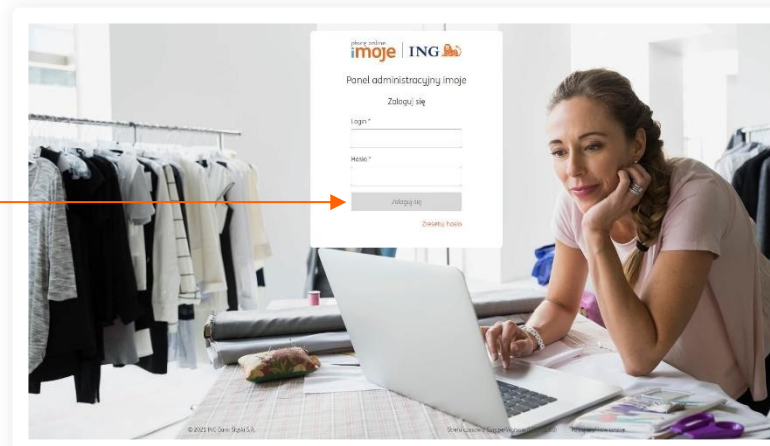 płacę online
imoje | ING
Panel administracyjny imoje
Zaloguj się
Login *
Hasło *
Zaloguj się
Zresetuj hasło
© 2021 ING Bank Śląski S.A.